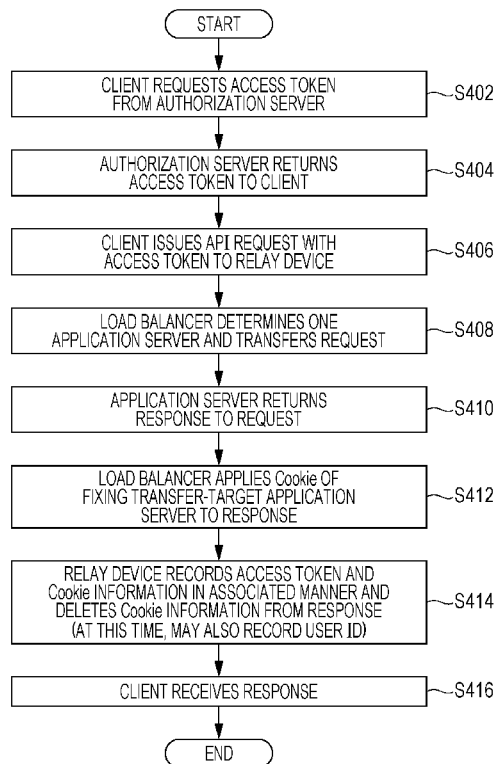 START
CLIENT REQUESTS ACCESS TOKEN
FROM AUTHORIZATION SERVER
S402
AUTHORIZATION SERVER RETURNS
ACCESS TOKEN TO CLIENT
S404
CLIENT ISSUES API REQUEST WITH
ACCESS TOKEN TO RELAY DEVICE
S406
LOAD BALANCER DETERMINES ONE
APPLICATION SERVER AND TRANSFERS REQUEST
S408
APPLICATION SERVER RETURNS
RESPONSE TO REQUEST
S410
LOAD BALANCER APPLIES Cookie OF
FIXING TRANSFER-TARGET APPLICATION
SERVER TO RESPONSE
S412
RELAY DEVICE RECORDS ACCESS TOKEN AND
Cookie INFORMATION IN ASSOCIATED MANNER AND
DELETES Cookie INFORMATION FROM RESPONSE
(AT THIS TIME, MAY ALSO RECORD USER ID)
S414
CLIENT RECEIVES RESPONSE
S416
END